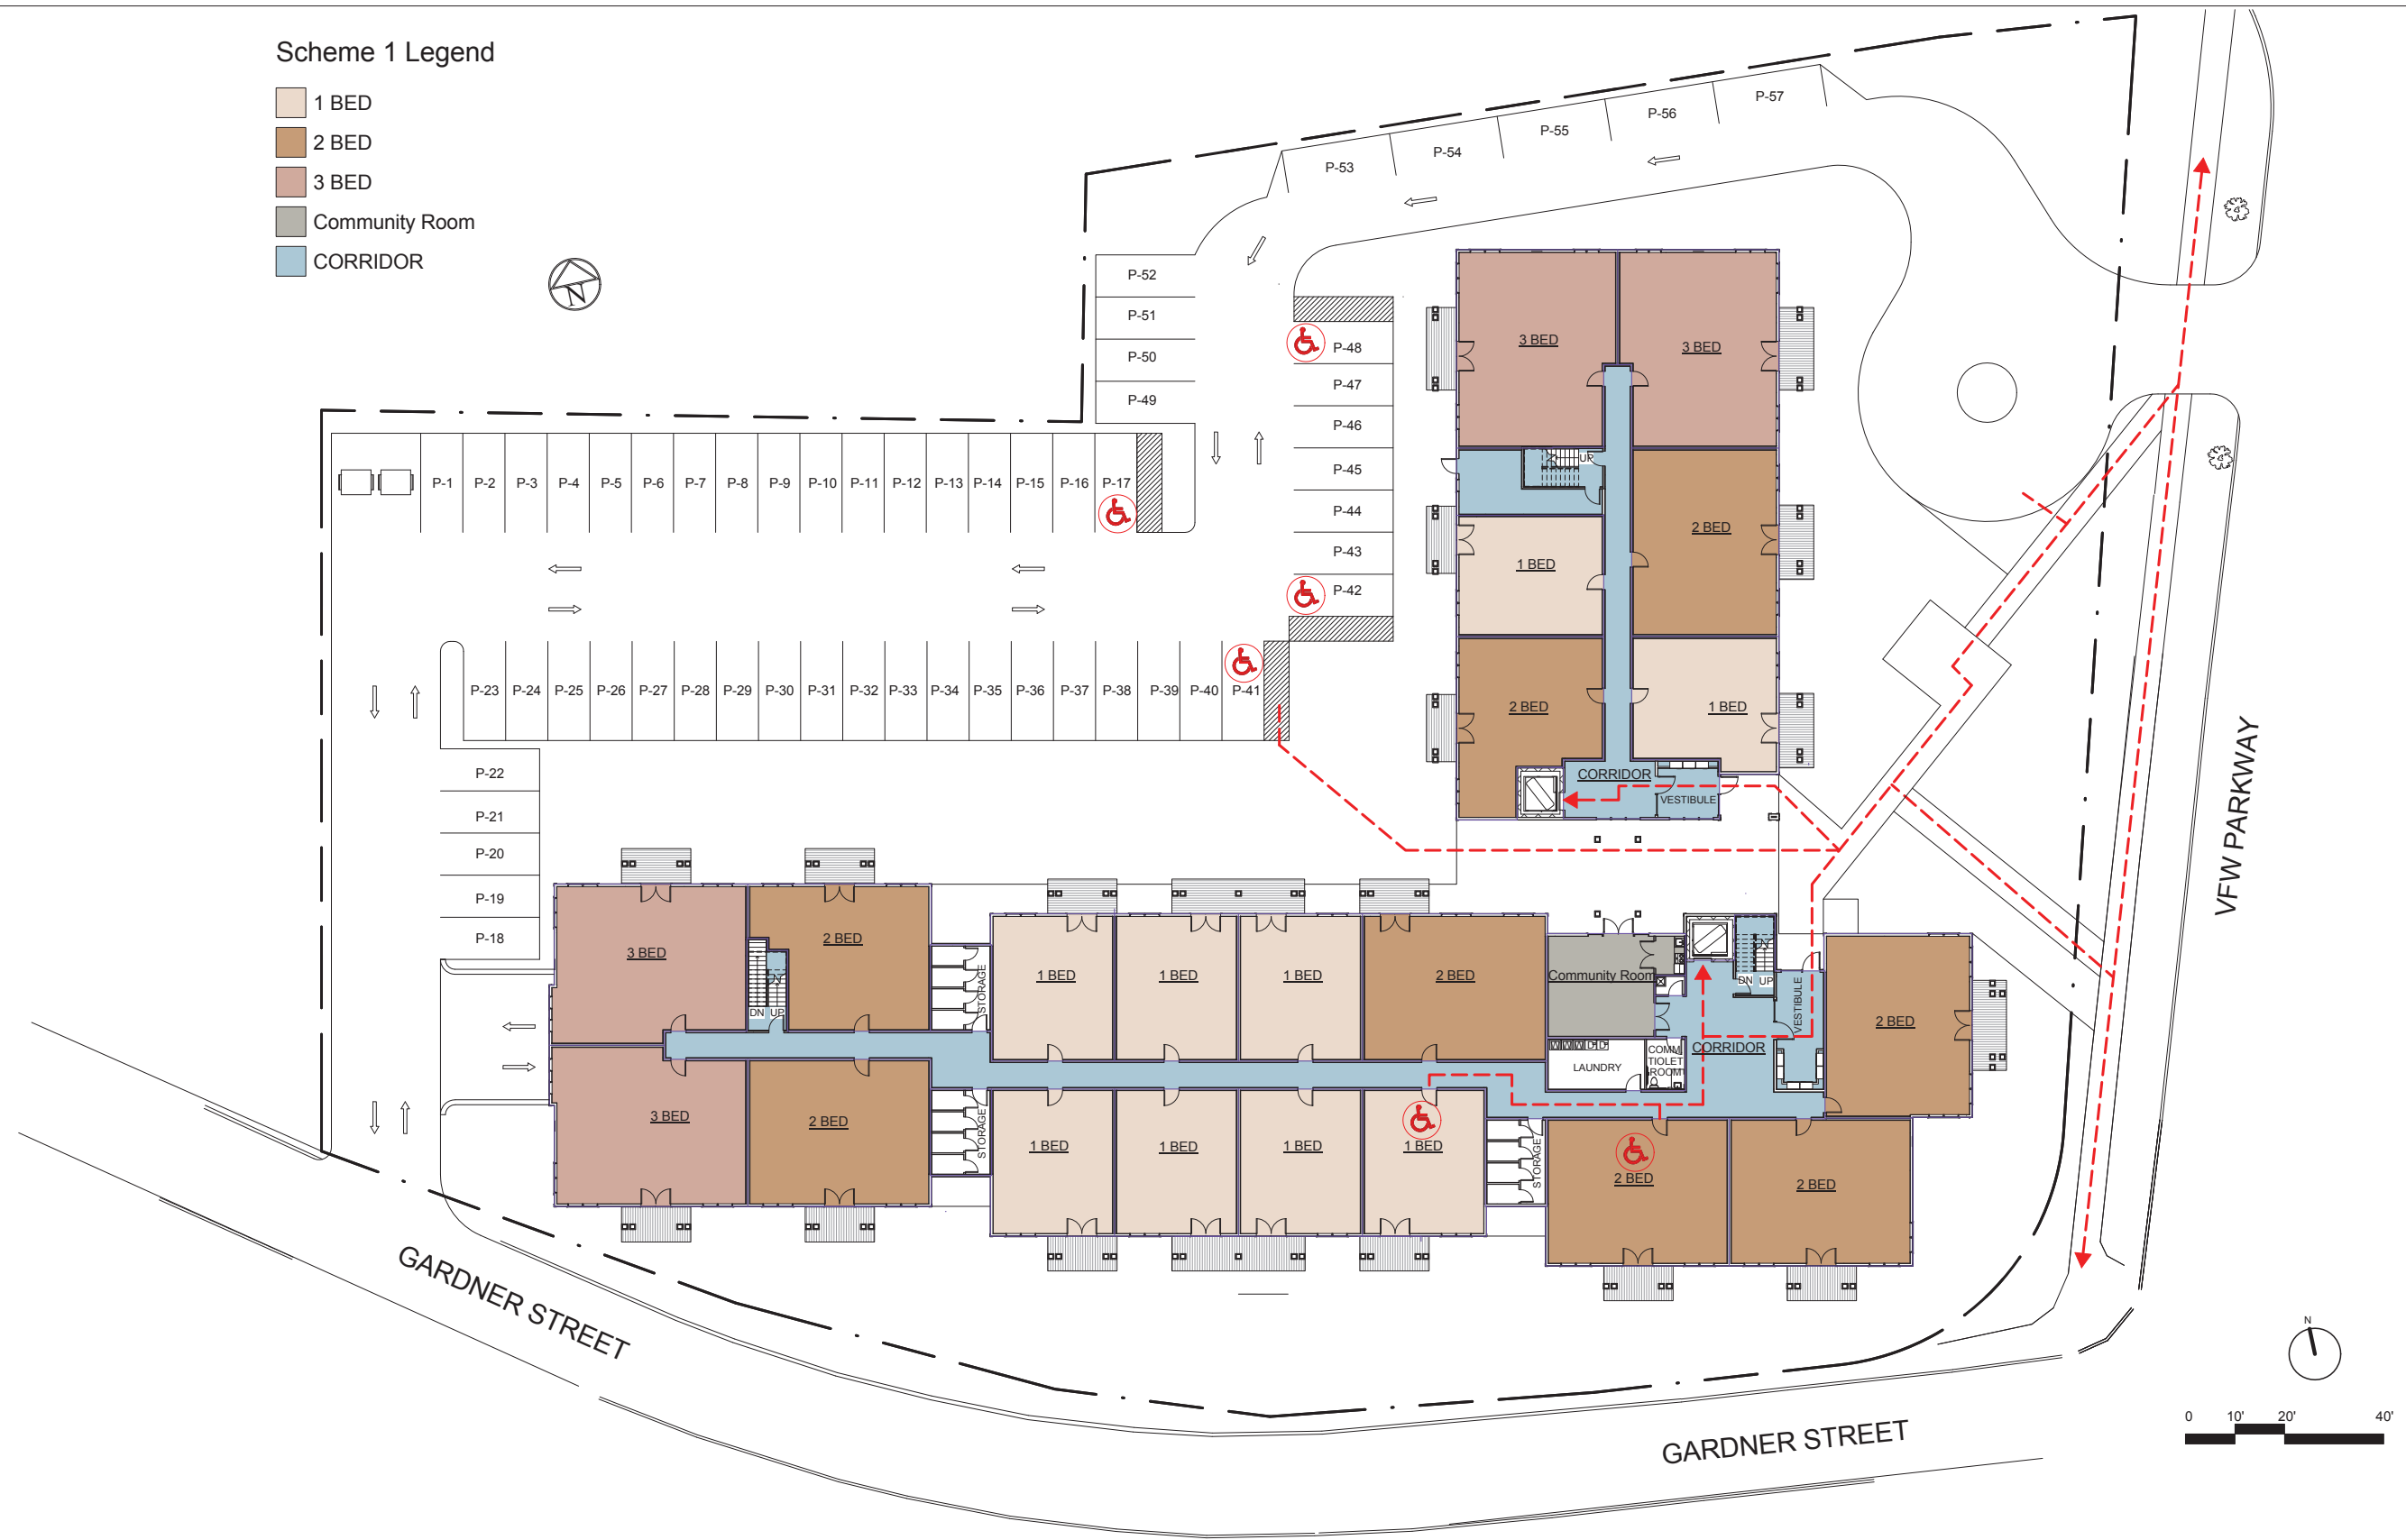 Scheme 1 Legend
1 BED
2 BED
3 BED
Community Room
CORRIDOR
N
P-57
P-56
P-55
P-54
P-53
P-52
P-51
P-50
P-49
P-48
P-47
P-46
P-45
P-44
P-43
P-42
P-1 P-2 P-3 P-4 P-5 P-6 P-7 P-8 P-9 P-10 P-11 P-12 P-13 P-14 P-15 P-16 P-17
P-23 P-24 P-25 P-26 P-27 P-28 P-29 P-30 P-31 P-32 P-33 P-34 P-35 P-36 P-37 P-38 P-39 P-40 P-41
P-22
P-21
P-20
P-19
P-18
3 BED
3 BED
UP
2 BED
1 BED
2 BED
1 BED
CORRIDOR
VESTIBULE
VFW PARKWAY
3 BED
2 BED
DN UP
STORAGE
1 BED
1 BED
1 BED
2 BED
Community Room
DN UP
VESTIBULE
2 BED
CORRIDOR
LAUNDRY
COMM
TIOLET
ROOM
3 BED
2 BED
STORAGE
1 BED
1 BED
1 BED
1 BED
STORAGE
2 BED
2 BED
GARDNER STREET
GARDNER STREET
N
0 10' 20' 40'